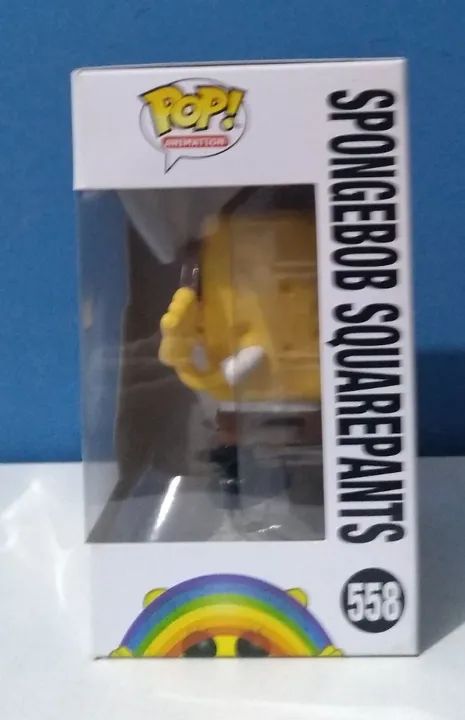 POP!
ANIMATION
SPONGEBOB SQUAREPANTS
558